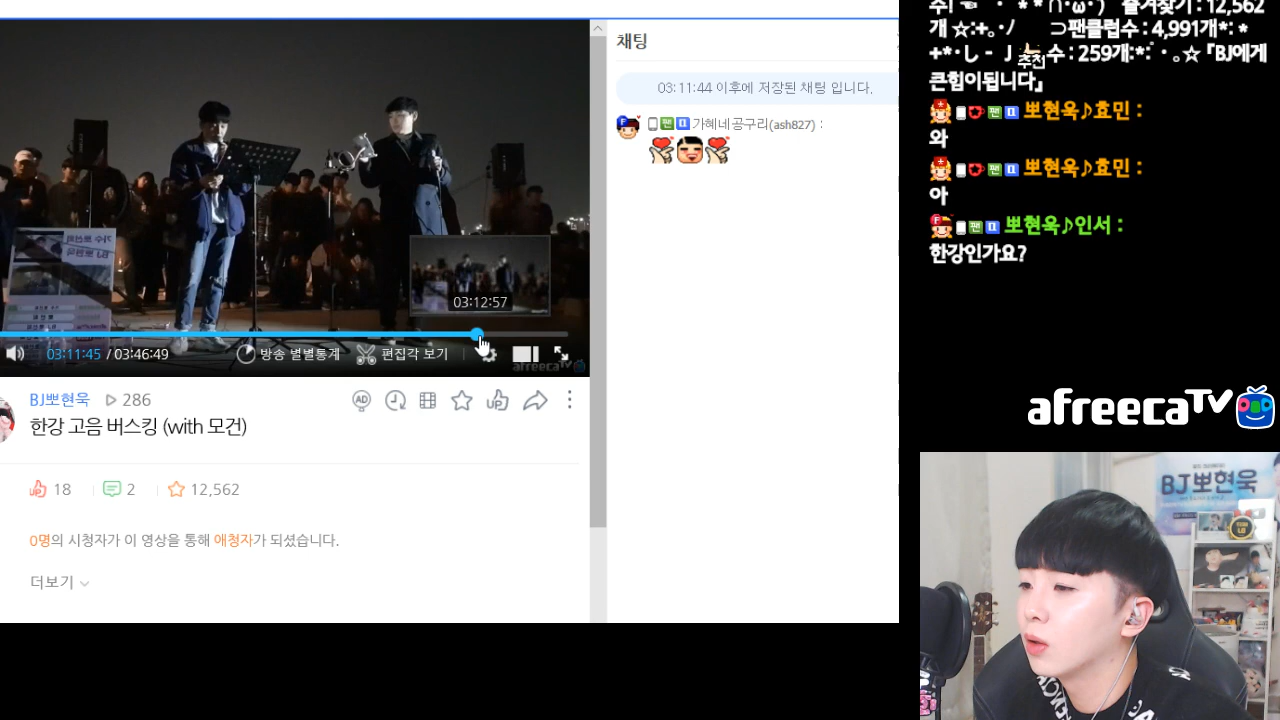 채팅
03:11:44 이후에 저장된 채팅 입니다.
가혜네공구리(ash827) :
03:12:57
03:11:45 / 03:46:49
방송 별별통계
편집각 보기
afreecaTV
BJ뽀현욱
286
AD
한강 고음 버스킹 (with 모건)
UP 18
2
12,562
0명의 시청자가 이 영상을 통해 애청자가 되셨습니다.
더보기
즐겨찾기 : 12,562
개 ☆:+｡･ﾉ ⊃팬클럽수 : 4,991개*: *
수 : 259개:*:ﾟ･｡☆『BJ에게
추천
큰힘이됩니다』
팬 뽀현욱♪효민 :
와
팬 뽀현욱♪효민 :
아
팬 뽀현욱♪인서 :
한강인가요?
afreecaTV
BJ뽀현욱